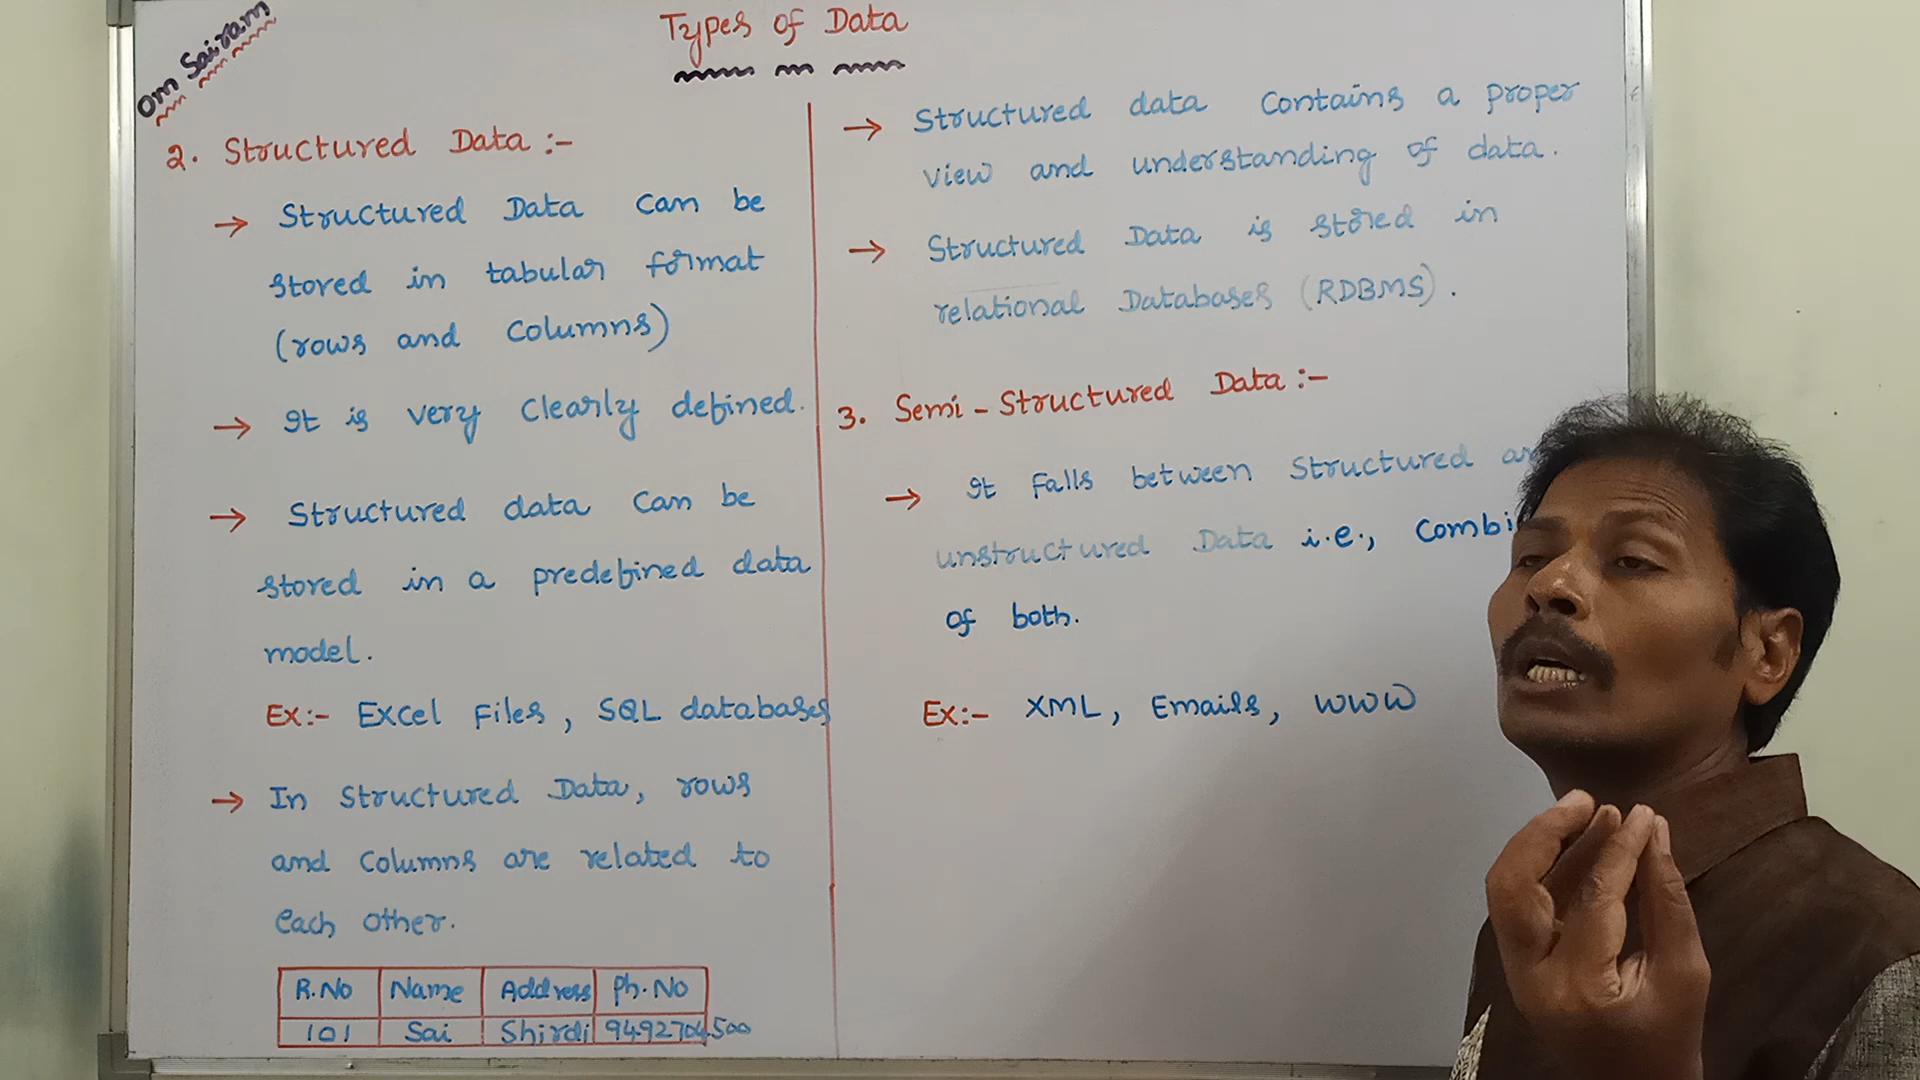 Om Sairam
Types of Data
2. Structured Data :-
→ Structured Data can be
stored in tabular format
(rows and columns)
→ It is very clearly defined.
→ Structured data can be
stored in a predefined data
model.
Ex:- Excel Files, SQL databases
→ In Structured Data, rows
and columns are related to
each other.
R.No Name Address Ph.No
101 Sai Shirdi 9492704500
→ Structured data contains a proper
view and understanding of data.
→ Structured Data is stored in
relational Databases (RDBMS).
3. Semi-Structured Data :-
→ It falls between structured
unstructured Data i.e.,
of both.
Ex:- XML, Emails, WWW